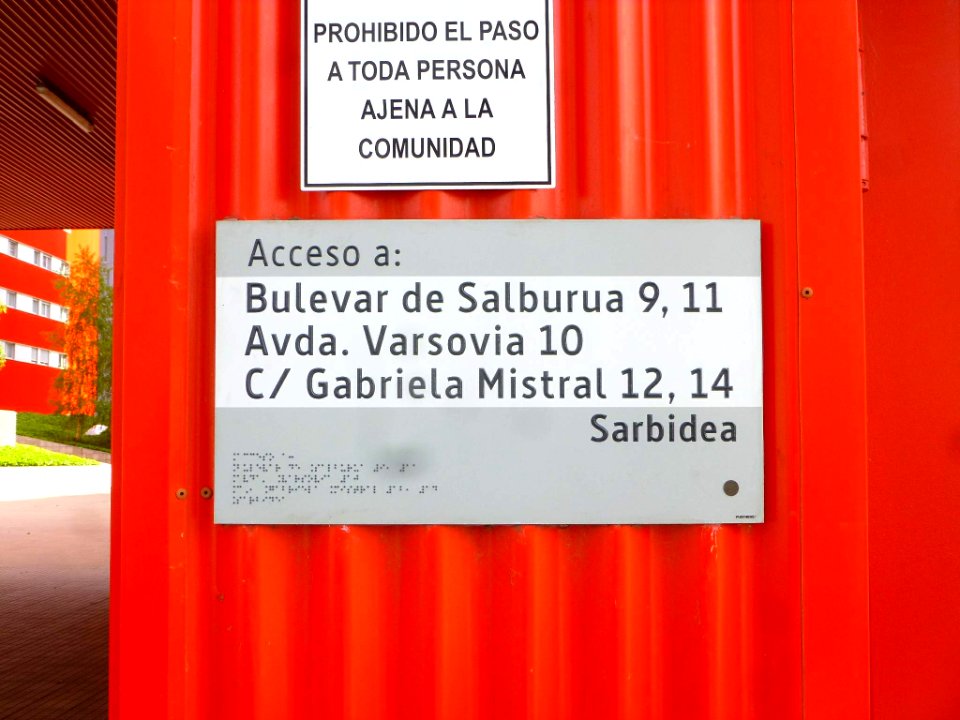 PROHIBIDO EL PASO
A TODA PERSONA
AJENA A LA
COMUNIDAD
Acceso a:
Bulevar de Salburua 9, 11
Avda. Varsovia 10
C/ Gabriela Mistral 12, 14
Sarbidea